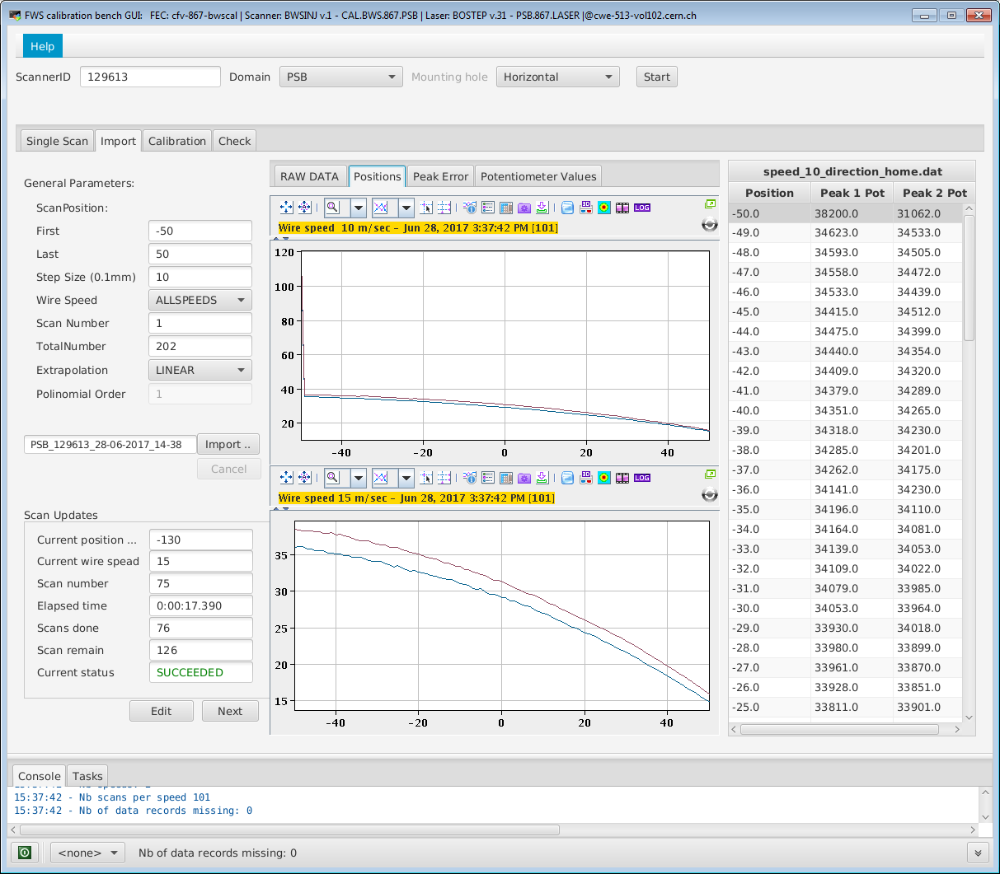 FWS calibration bench GUI: FEC: cfv-867-bwscal | Scanner: BWSINJ v.1 - CAL.BWS.867.PSB | Laser: BOSTEP v.31 - PSB.867.LASER |@cwe-513-vol102.cern.ch
Help
ScannerID 129613 Domain PSB Mounting hole Horizontal Start
Single Scan Import Calibration Check
General Parameters:
ScanPosition:
First -50
Last 50
Step Size (0.1mm) 10
Wire Speed ALLSPEEDS
Scan Number 1
TotalNumber 202
Extrapolation LINEAR
Polinomial Order 1
PSB_129613_28-06-2017_14-38 Import ..
Cancel
Scan Updates
Current position ... -130
Current wire spead 15
Scan number 75
Elapsed time 0:00:17.390
Scans done 76
Scan remain 126
Current status SUCCEEDED
Edit Next
RAW DATA Positions Peak Error Potentiometer Values
3D LOG
Wire speed 10 m/sec - Jun 28, 2017 3:37:42 PM [101]
120
100
80
60
40
20
-40 -20 0 20 40
3D LOG
Wire speed 15 m/sec - Jun 28, 2017 3:37:42 PM [101]
35
30
25
20
15
-40 -20 0 20 40
speed_10_direction_home.dat
Position Peak 1 Pot Peak 2 Pot
-50.0 38200.0 31062.0
-49.0 34623.0 34533.0
-48.0 34593.0 34505.0
-47.0 34558.0 34472.0
-46.0 34533.0 34439.0
-45.0 34415.0 34512.0
-44.0 34475.0 34399.0
-43.0 34440.0 34354.0
-42.0 34409.0 34320.0
-41.0 34379.0 34289.0
-40.0 34351.0 34265.0
-39.0 34318.0 34230.0
-38.0 34285.0 34201.0
-37.0 34262.0 34175.0
-36.0 34141.0 34230.0
-35.0 34196.0 34110.0
-34.0 34164.0 34081.0
-33.0 34139.0 34053.0
-32.0 34109.0 34022.0
-31.0 34079.0 33985.0
-30.0 34053.0 33964.0
-29.0 33930.0 34018.0
-28.0 33980.0 33899.0
-27.0 33961.0 33870.0
-26.0 33928.0 33851.0
-25.0 33811.0 33901.0
Console Tasks
15:37:42 - Nb scans per speed 101
15:37:42 - Nb of data records missing: 0
<none> Nb of data records missing: 0